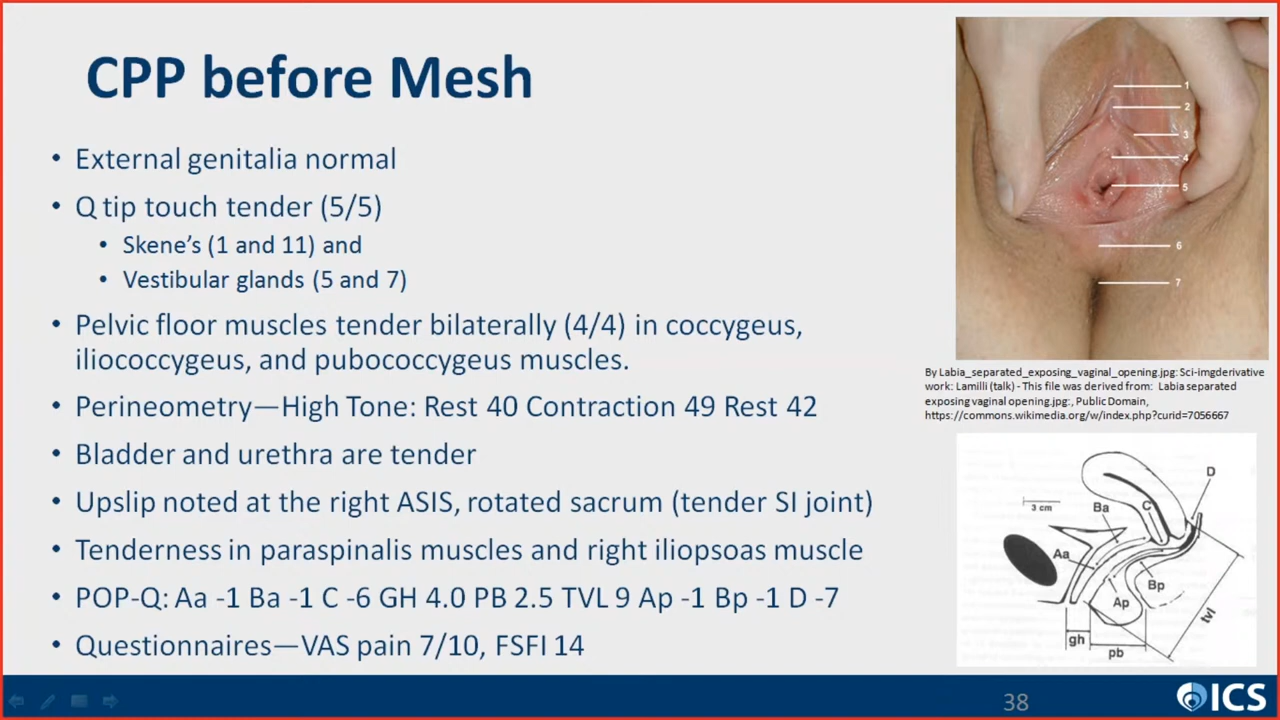 CPP before Mesh
• External genitalia normal
• Q tip touch tender (5/5)
• Skene’s (1 and 11) and
• Vestibular glands (5 and 7)
• Pelvic floor muscles tender bilaterally (4/4) in coccygeus,
iliococcygeus, and pubococcygeus muscles.
• Perineometry—High Tone: Rest 40 Contraction 49 Rest 42
• Bladder and urethra are tender
• Upslip noted at the right ASIS, rotated sacrum (tender SI joint)
• Tenderness in paraspinalis muscles and right iliopsoas muscle
• POP-Q: Aa -1 Ba -1 C -6 GH 4.0 PB 2.5 TVL 9 Ap -1 Bp -1 D -7
• Questionnaires—VAS pain 7/10, FSFI 14
1
2
3
4
5
6
7
By Labia_separated_exposing_vaginal_opening.jpg: Sci-imgderivative
work: Lamilli (talk) - This file was derived from: Labia separated
exposing vaginal opening.jpg:, Public Domain,
https://commons.wikimedia.org/w/index.php?curid=7056667
D
3 cm
Ba
C
Aa
Bp
Ap
tvl
gh
pb
38
ICS